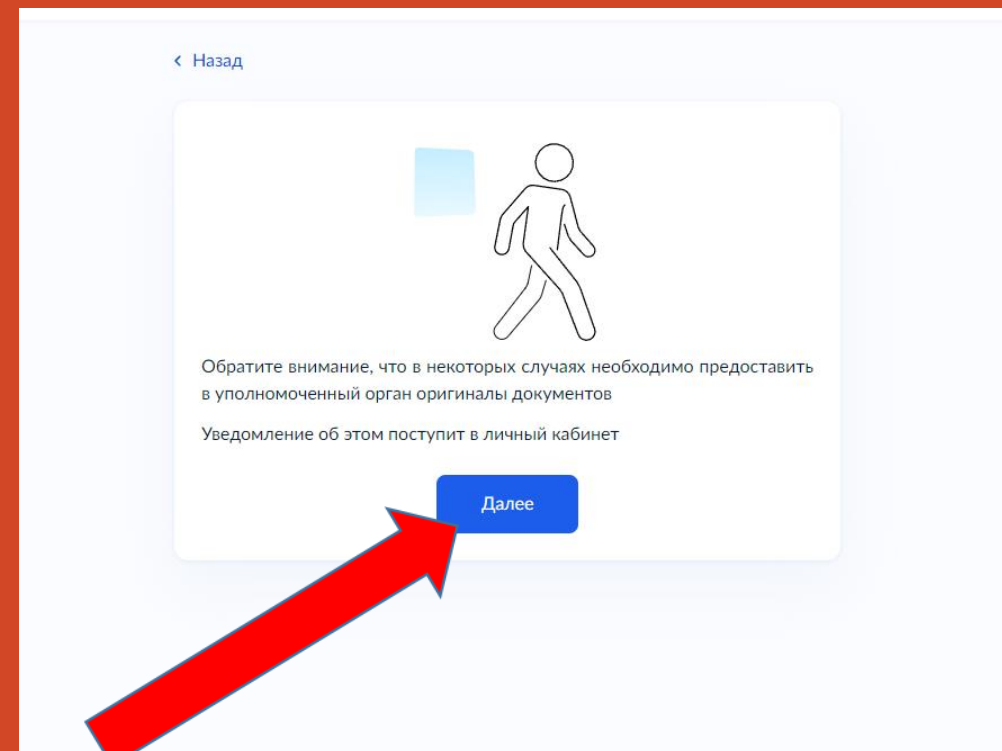 Назад
Обратите внимание, что в некоторых случаях необходимо предоставить
в уполномоченный орган оригиналы документов
Уведомление об этом поступит в личный кабинет
Далее